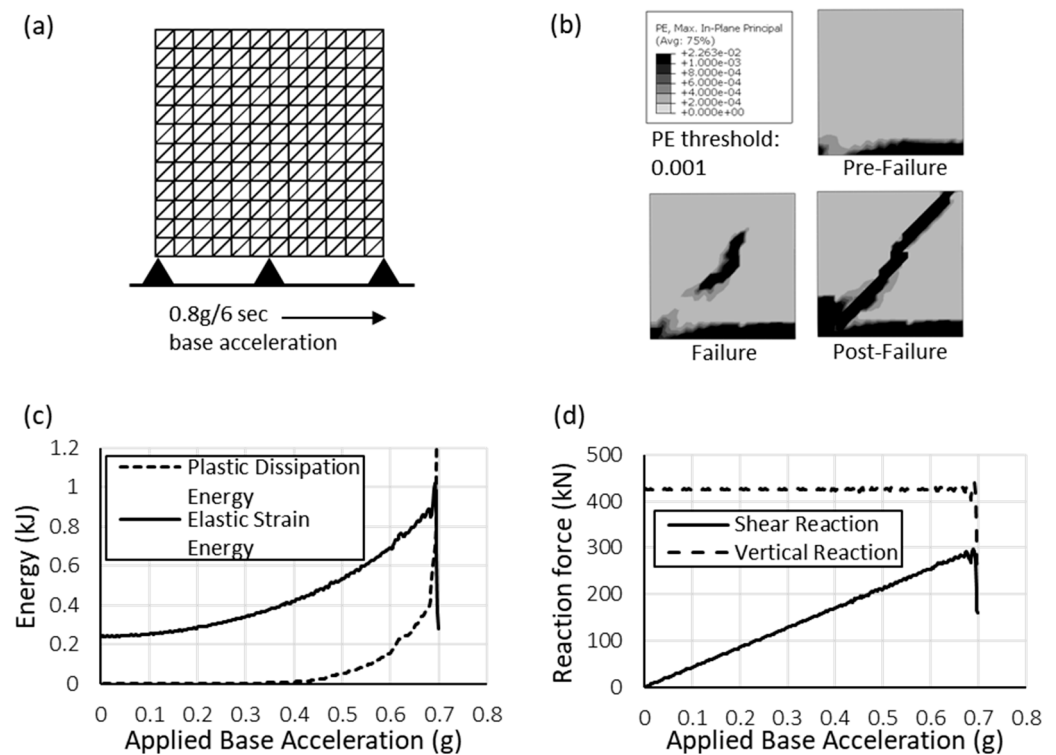 (a)
0.8g/6 sec
base acceleration
(b)
PE, Max. In-Plane Principal
(Avg: 75%)
+2.263e-02
+1.000e-03
+8.000e-04
+6.000e-04
+4.000e-04
+2.000e-04
+0.000e+00
PE threshold:
0.001
Pre-Failure
Failure
Post-Failure
(c)
Energy (kJ)
1.2
1
0.8
0.6
0.4
0.2
0
Plastic Dissipation
Energy
Elastic Strain
Energy
0 0.1 0.2 0.3 0.4 0.5 0.6 0.7 0.8
Applied Base Acceleration (g)
(d)
Reaction force (kN)
500
400
300
200
100
0
Shear Reaction
Vertical Reaction
0 0.1 0.2 0.3 0.4 0.5 0.6 0.7 0.8
Applied Base Acceleration (g)